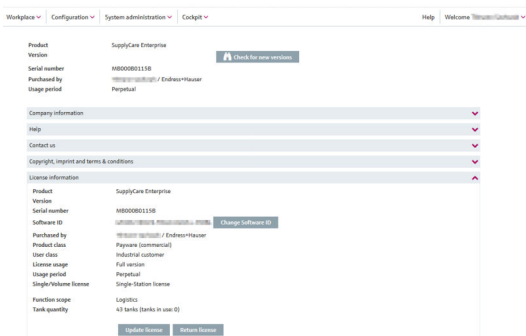 Workplace Configuration System administration Cockpit Help Welcome
Product SupplyCare Enterprise
Version Check for new versions
Serial number MB000B0115B
Purchased by / Endress+Hauser
Usage period Perpetual
Company information
Help
Contact us
Copyright, imprint and terms & conditions
License information
Product SupplyCare Enterprise
Version
Serial number MB000B0115B
Software ID Change Software ID
Purchased by / Endress+Hauser
Product class Payware (commercial)
User class Industrial customer
License usage Full version
Usage period Perpetual
Single/Volume license Single-Station license
Function scope Logistics
Tank quantity 43 tanks (tanks in use: 0)
Update license Return license